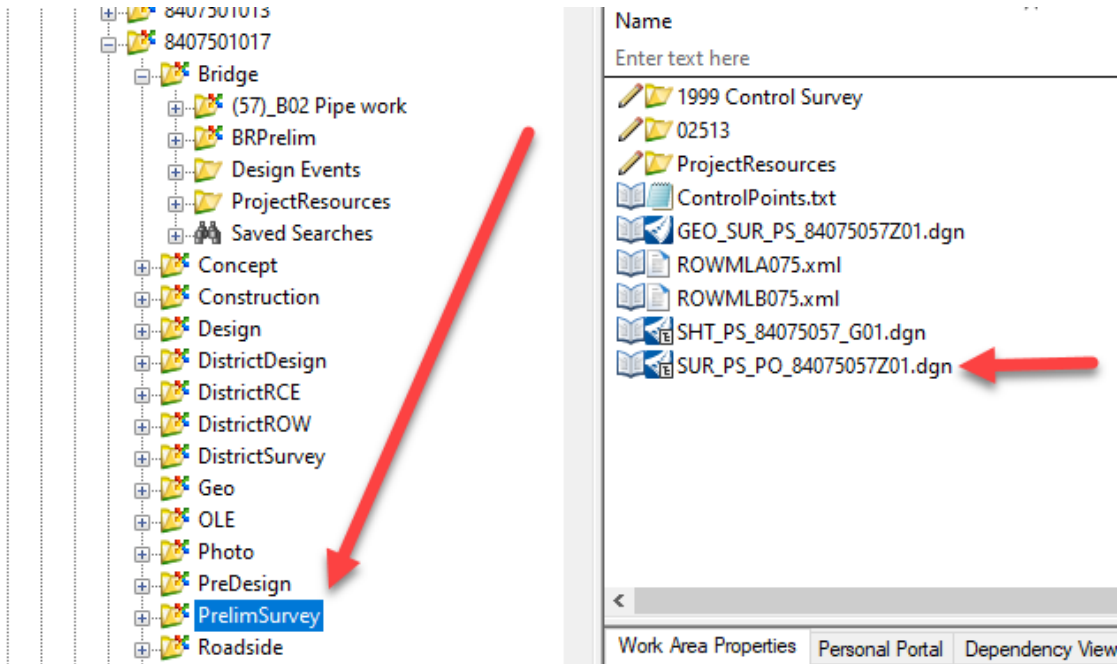 8407501013
8407501017
Bridge
(57)_B02 Pipe work
BRPrelim
Design Events
ProjectResources
Saved Searches
Concept
Construction
Design
DistrictDesign
DistrictRCE
DistrictROW
DistrictSurvey
Geo
OLE
Photo
PreDesign
PrelimSurvey
Roadside
Name
Enter text here
1999 Control Survey
02513
ProjectResources
ControlPoints.txt
GEO_SUR_PS_84075057Z01.dgn
ROWMLA075.xml
ROWMLB075.xml
SHT_PS_84075057_G01.dgn
SUR_PS_PO_84075057Z01.dgn
Work Area Properties Personal Portal Dependency View